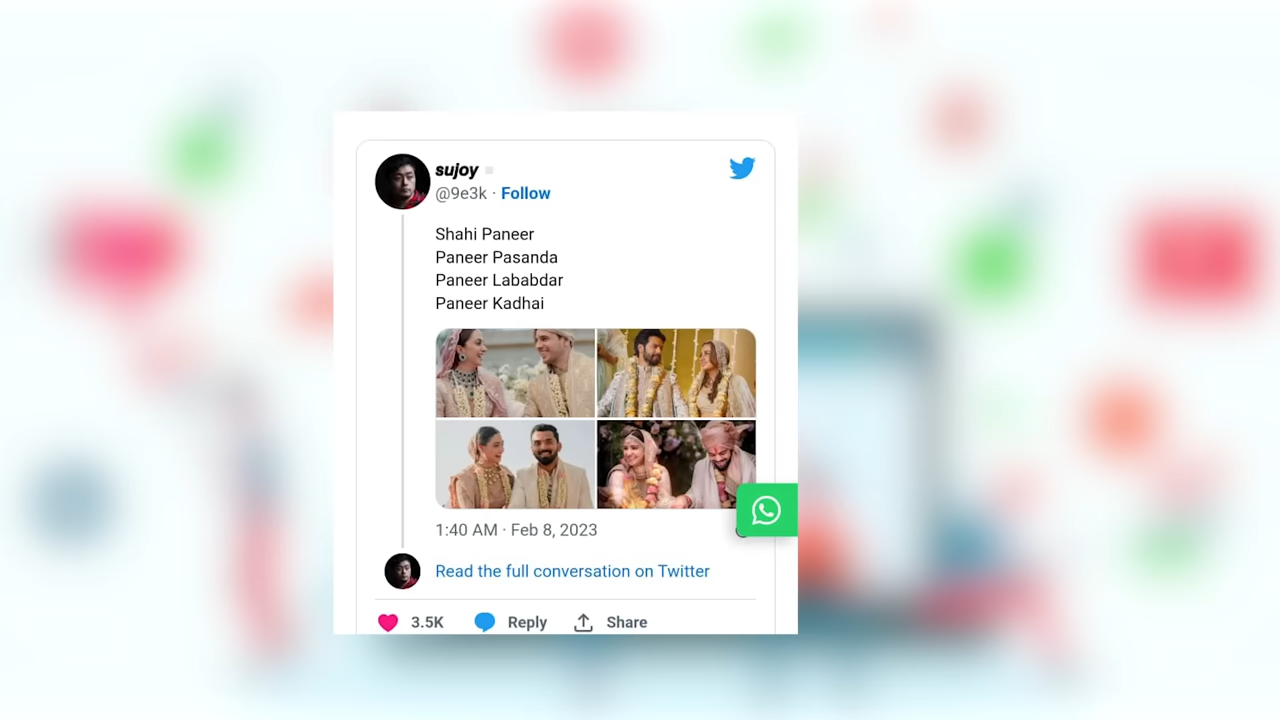 sujoy
@9e3k · Follow
Shahi Paneer
Paneer Pasanda
Paneer Lababdar
Paneer Kadhai
1:40 AM · Feb 8, 2023
Read the full conversation on Twitter
3.5K Reply Share